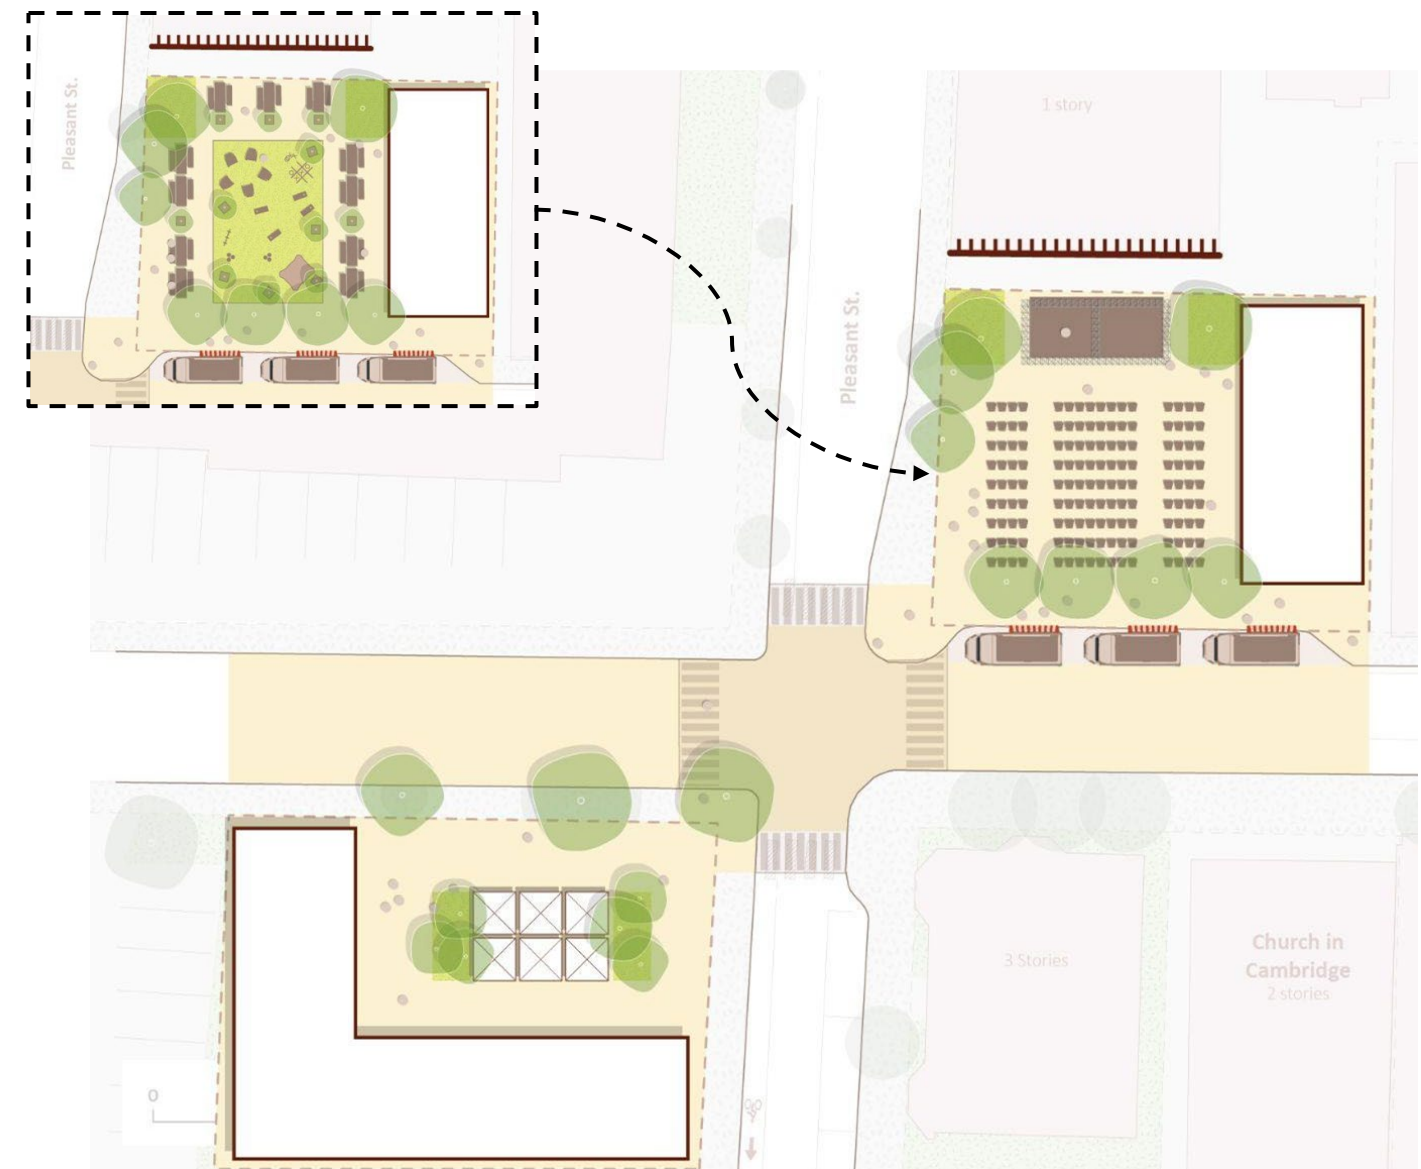 Pleasant St.
1 story
Pleasant St.
3 Stories
Church in
Cambridge
2 stories
0